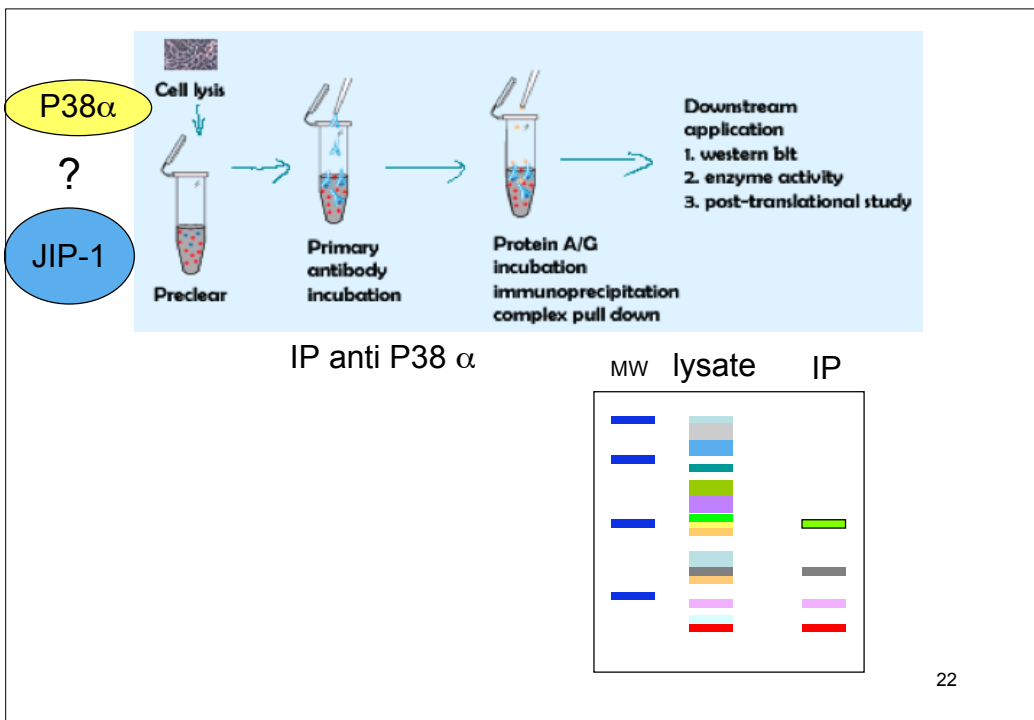 P38α
?
JIP-1
Cell lysis
Preclear
Primary
antibody
incubation
Protein A/G
incubation
immunoprecipitation
complex pull down
Downstream
application
1. western blt
2. enzyme activity
3. post-translational study
IP anti P38 α
MW lysate IP
22